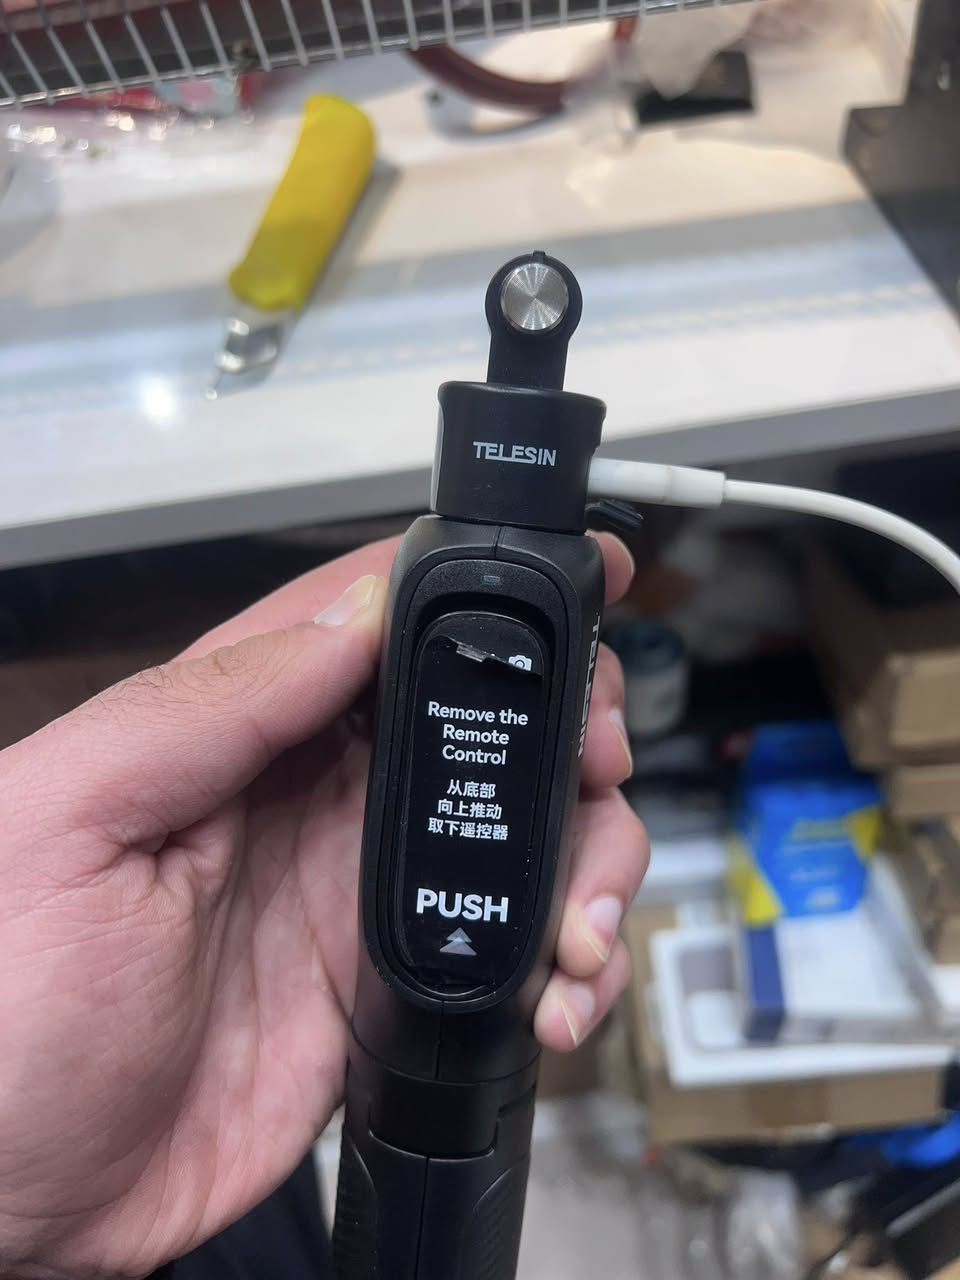 TELESIN
TELESIN
Remove the
Remote
Control
从底部
向上推动
取下遥控器
PUSH